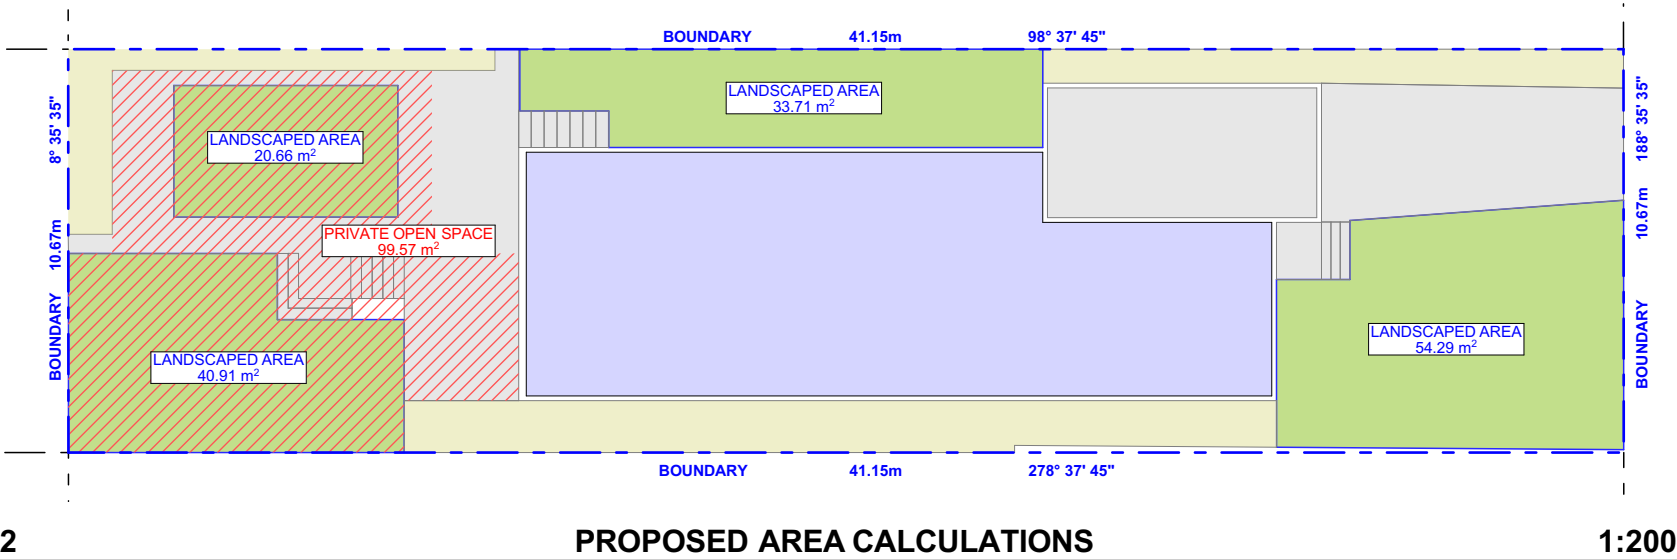 BOUNDARY 41.15m 98° 37' 45"
8° 35' 35"
10.67m
BOUNDARY
LANDSCAPED AREA
20.66 m²
LANDSCAPED AREA
33.71 m²
188° 35' 35"
10.67m
BOUNDARY
PRIVATE OPEN SPACE
99.57 m²
LANDSCAPED AREA
40.91 m²
LANDSCAPED AREA
54.29 m²
BOUNDARY 41.15m 278° 37' 45"
2 PROPOSED AREA CALCULATIONS 1:200